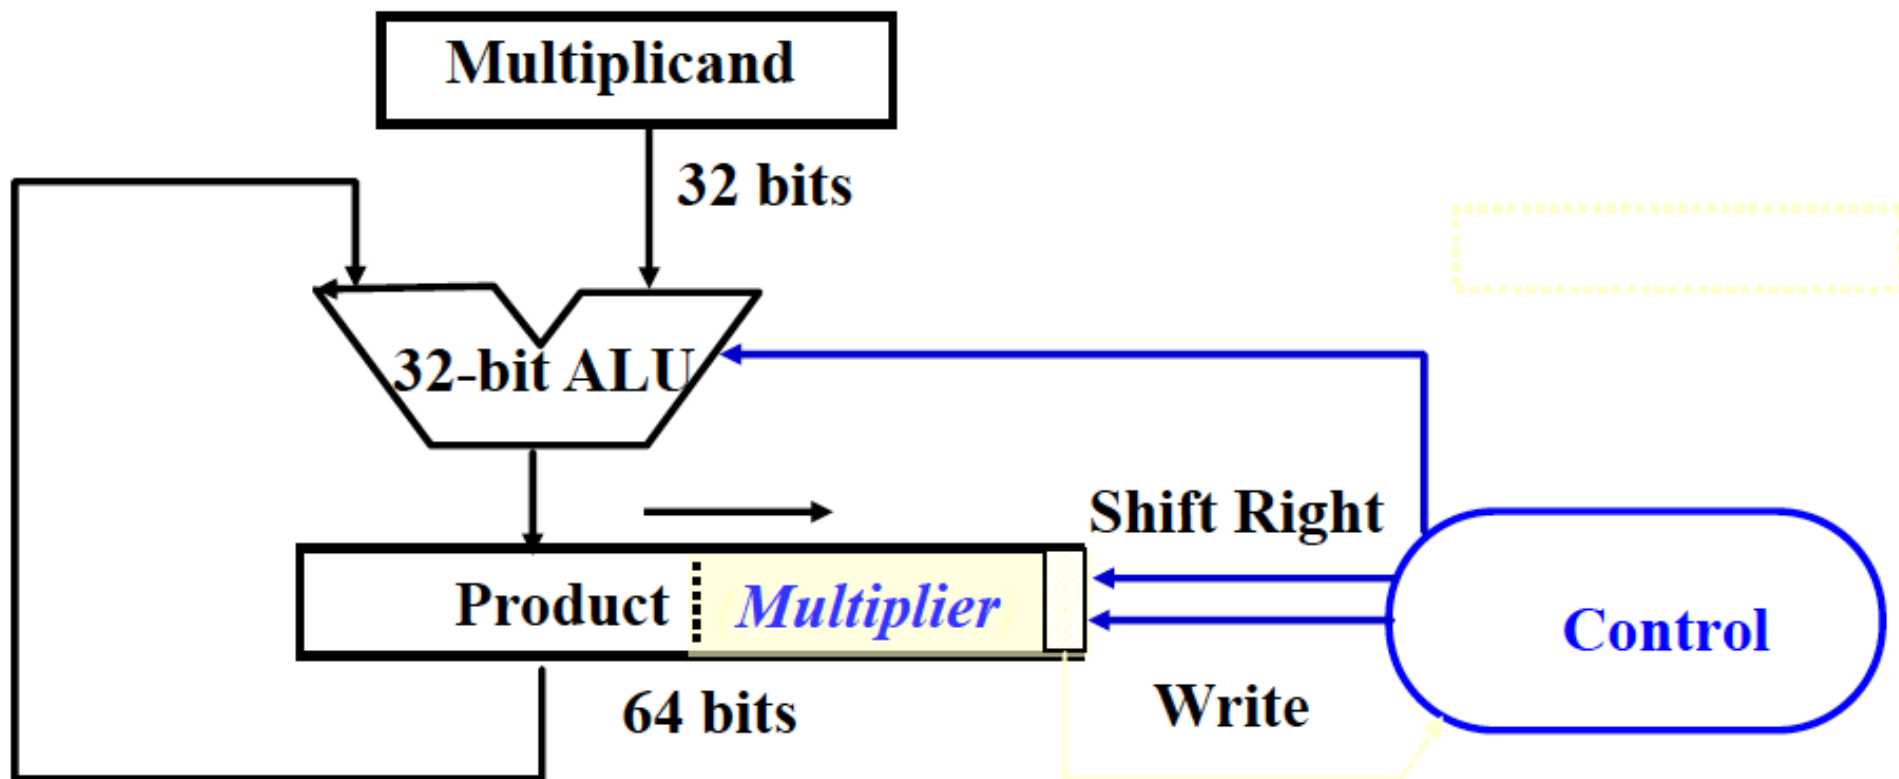 Multiplicand
32 bits
32-bit ALU
Shift Right
Product
Multiplier
Control
64 bits
Write